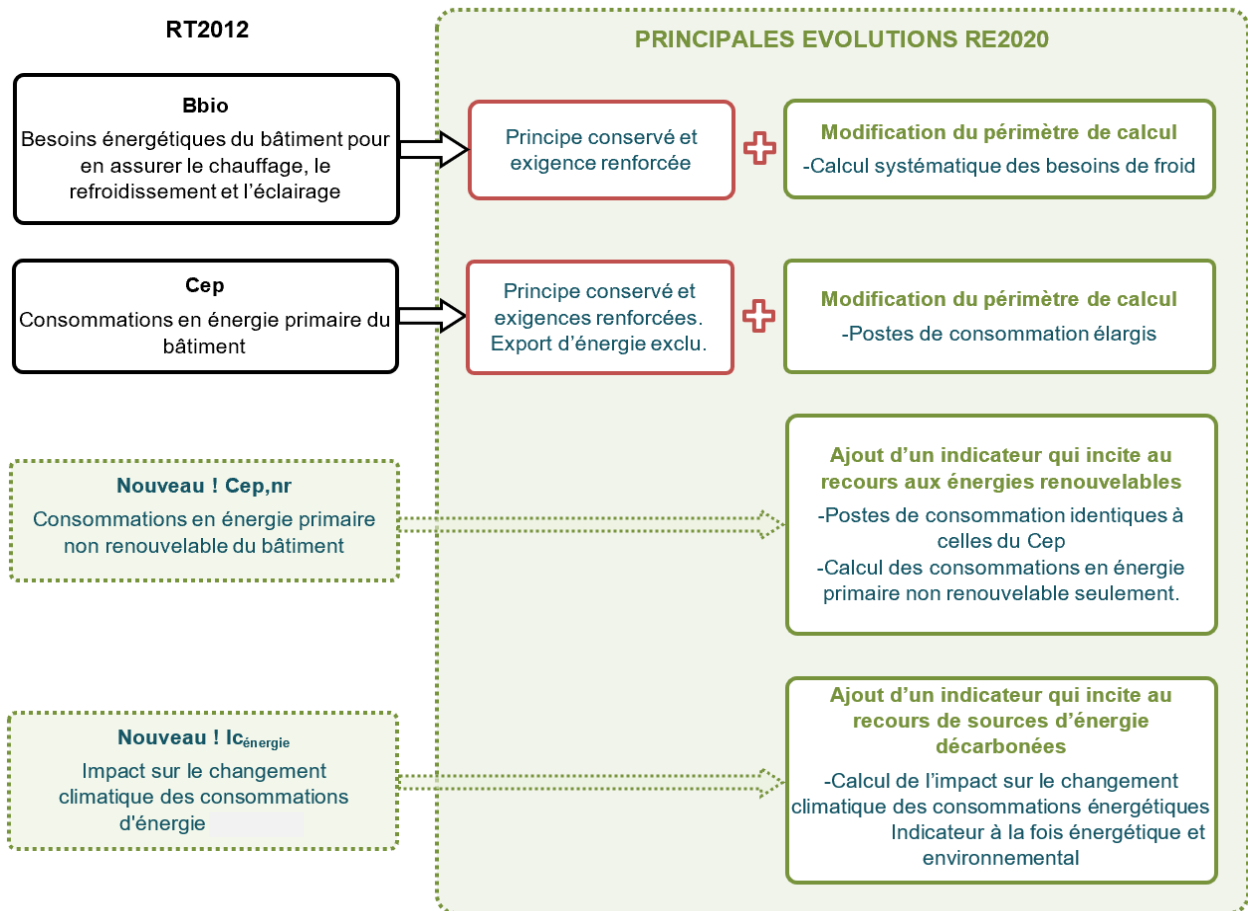 RT2012
PRINCIPALES EVOLUTIONS RE2020
Bbio
Besoins énergétiques du bâtiment pour
en assurer le chauffage, le
refroidissement et l'éclairage
Principe conservé et
exigence renforcée
Modification du périmètre de calcul
-Calcul systématique des besoins de froid
Cep
Consommations en énergie primaire du
bâtiment
Principe conservé et
exigences renforcées.
Export d'énergie exclu.
Modification du périmètre de calcul
-Postes de consommation élargis
Nouveau ! Cep,nr
Consommations en énergie primaire
non renouvelable du bâtiment
Ajout d'un indicateur qui incite au
recours aux énergies renouvelables
-Postes de consommation identiques à
celles du Cep
-Calcul des consommations en énergie
primaire non renouvelable seulement.
Nouveau ! Ic énergie
Impact sur le changement
climatique des consommations
d'énergie
Ajout d'un indicateur qui incite au
recours de sources d'énergie
décarbonées
-Calcul de l'impact sur le changement
climatique des consommations énergétiques
Indicateur à la fois énergétique et
environnemental